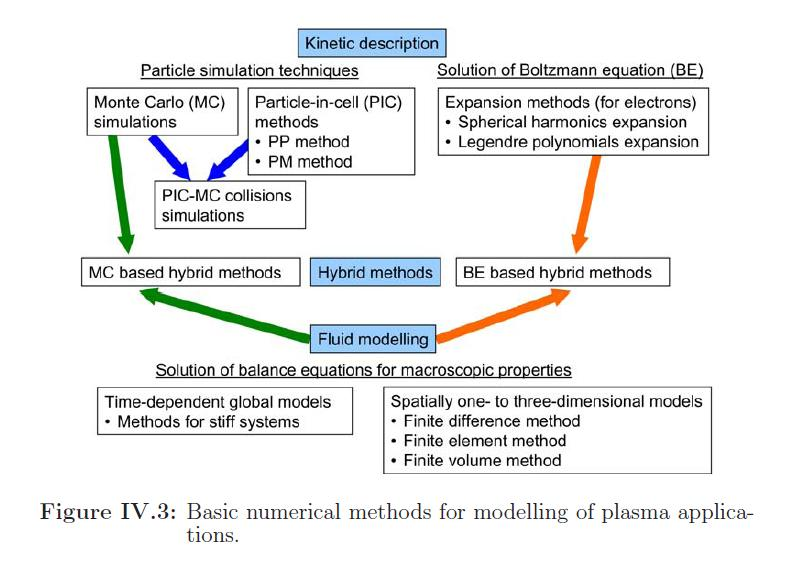 Kinetic description
Particle simulation techniques
Solution of Boltzmann equation (BE)
Monte Carlo (MC)
simulations
Particle-in-cell (PIC)
methods
• PP method
• PM method
Expansion methods (for electrons)
• Spherical harmonics expansion
• Legendre polynomials expansion
PIC-MC collisions
simulations
MC based hybrid methods
Hybrid methods
BE based hybrid methods
Fluid modelling
Solution of balance equations for macroscopic properties
Time-dependent global models
• Methods for stiff systems
Spatially one- to three-dimensional models
• Finite difference method
• Finite element method
• Finite volume method
Figure IV.3: Basic numerical methods for modelling of plasma applica-
tions.